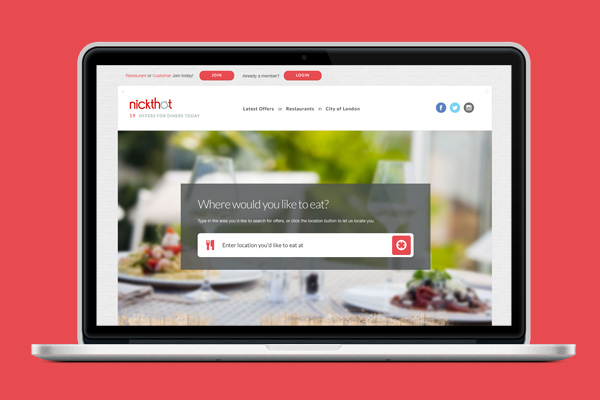 Restaurant or Customer Join today! JOIN Already a member? LOGIN
nickthot
19 OFFERS FOR DINERS TODAY
Latest Offers or Restaurants in City of London
Where would you like to eat?
Type in the area you'd like to search for offers, or click the location button to let us locate you.
Enter location you'd like to eat at